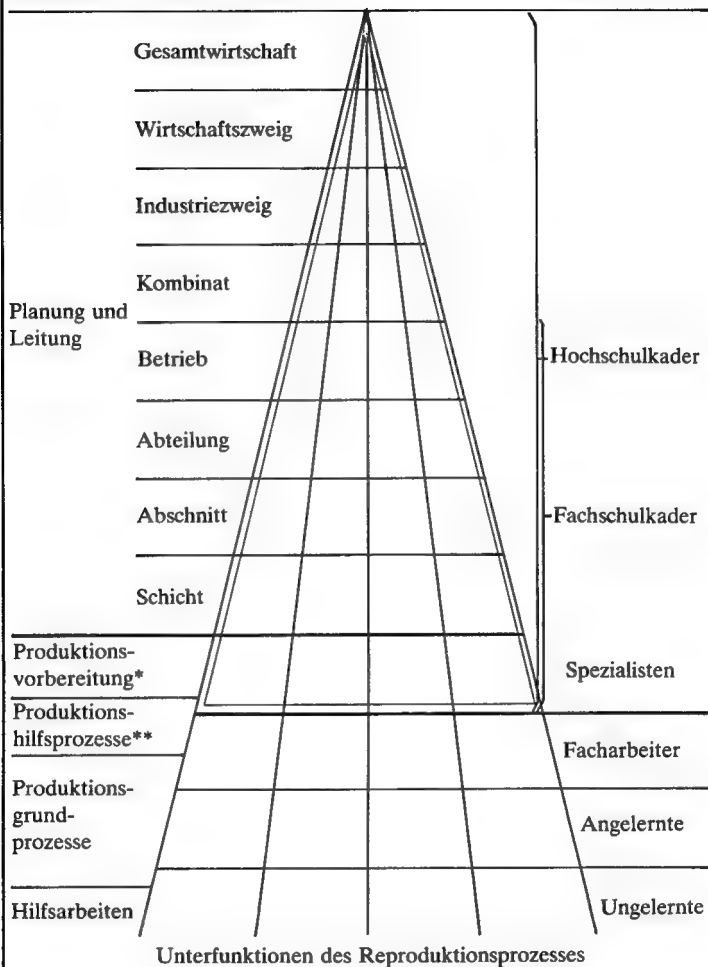 Gesamtwirtschaft
Wirtschaftszweig
Industriezweig
Kombinat
Planung und
Leitung
Betrieb
Hochschulkader
Abteilung
Abschnitt
Fachschulkader
Schicht
Produktions-
vorbereitung*
Spezialisten
Produktions-
hilfsprozesse**
Facharbeiter
Produktions-
grund-
prozesse
Angelernte
Hilfsarbeiten
Ungelernte
Unterfunktionen des Reproduktionsprozesses